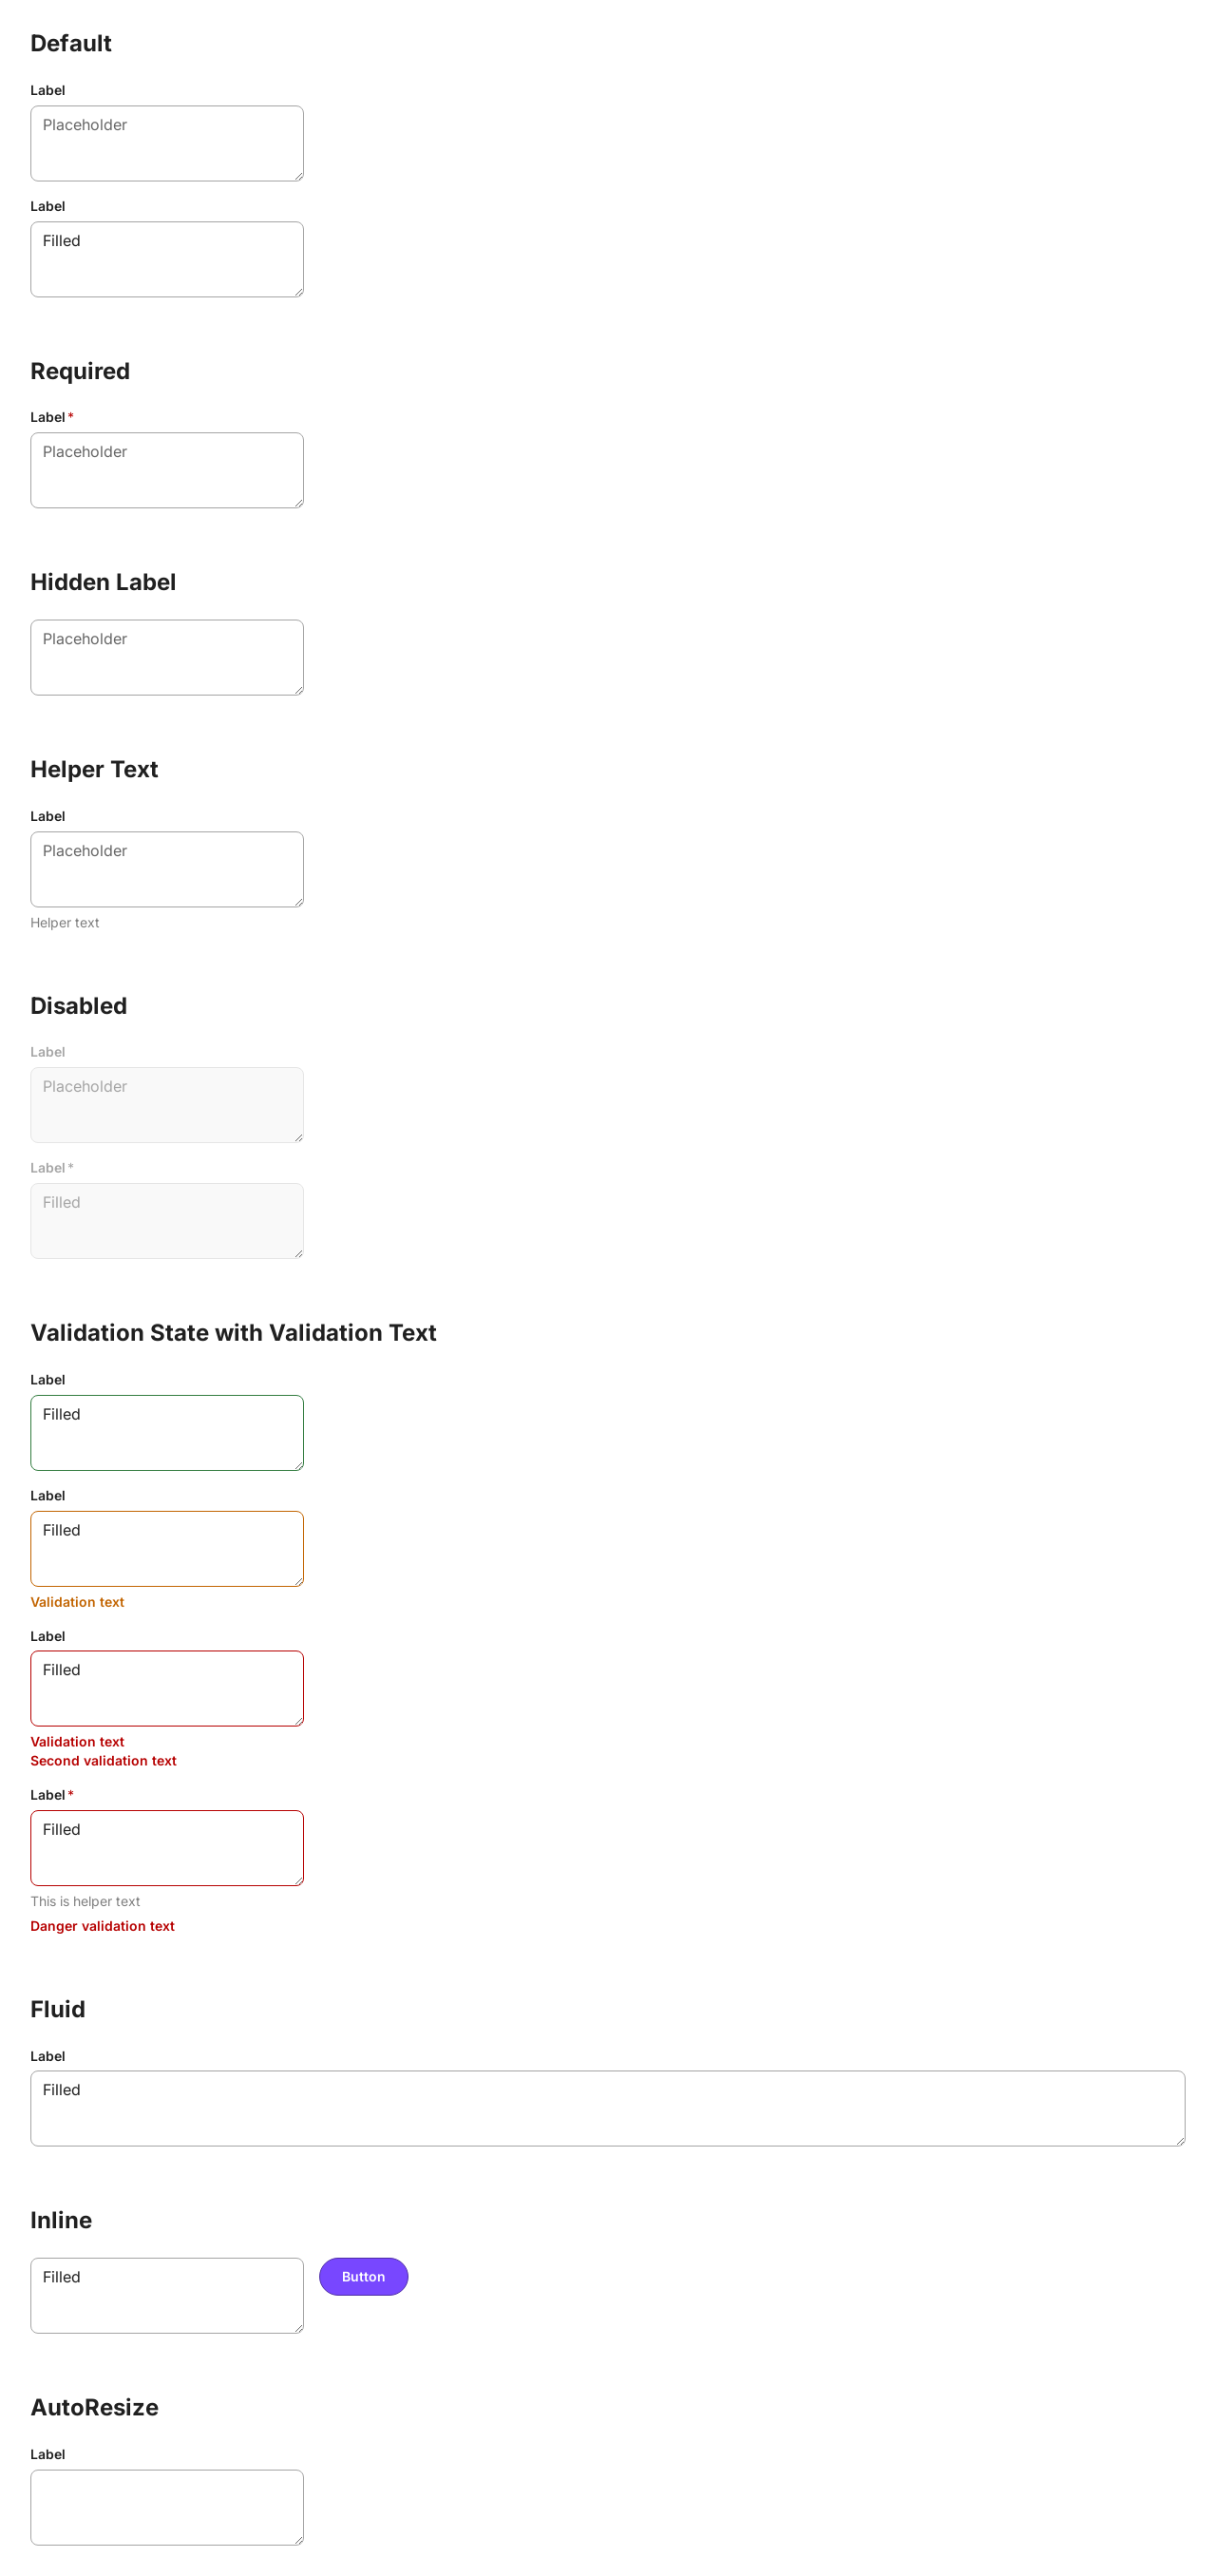 Default
Label
Placeholder
Label
Filled
Required
Label *
Placeholder
Hidden Label
Placeholder
Helper Text
Label
Placeholder
Helper text
Disabled
Label
Placeholder
Label *
Filled
Validation State with Validation Text
Label
Filled
Label
Filled
Validation text
Label
Filled
Validation text
Second validation text
Label *
Filled
This is helper text
Danger validation text
Fluid
Label
Filled
Inline
Filled
Button
AutoResize
Label